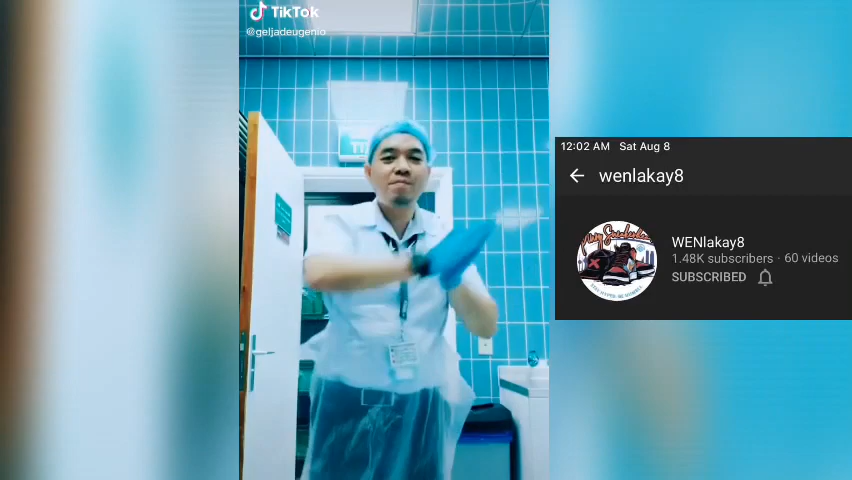 TikTok
@geljadeugenio
12:02 AM Sat Aug 8
wenlakay8
WENlakay8
1.48K subscribers · 60 videos
SUBSCRIBED